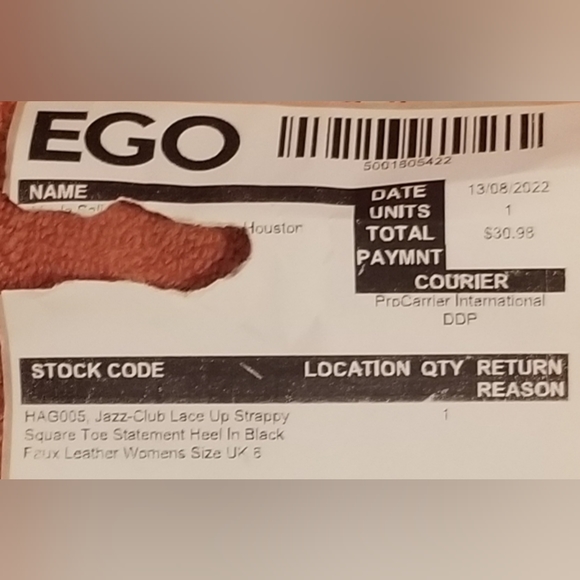 EGO
5001805422
NAME
Houston
DATE 13/08/2022
UNITS 1
TOTAL $30.98
PAYMNT
COURIER
ProCarrier International
DDP
STOCK CODE LOCATION QTY RETURN
REASON
HAG005, Jazz-Club Lace Up Strappy 1
Square Toe Statement Heel In Black
Faux Leather Womens Size UK 6